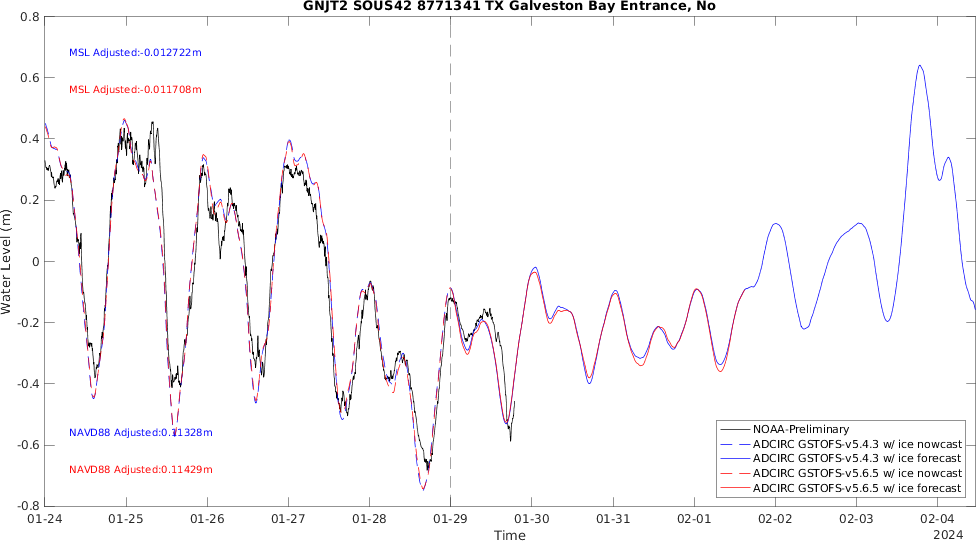 GNJT2 SOUS42 8771341 TX Galveston Bay Entrance, No
0.8
0.6
0.4
0.2
0
-0.2
-0.4
-0.6
-0.8
Water Level (m)
MSL Adjusted:-0.012722m
MSL Adjusted:-0.011708m
NAVD88 Adjusted:0.11328m
NAVD88 Adjusted:0.11429m
NOAA-Preliminary
ADCIRC GSTOFS-v5.4.3 w/ ice nowcast
ADCIRC GSTOFS-v5.4.3 w/ ice forecast
ADCIRC GSTOFS-v5.6.5 w/ ice nowcast
ADCIRC GSTOFS-v5.6.5 w/ ice forecast
01-24 01-25 01-26 01-27 01-28 01-29 01-30 01-31 02-01 02-02 02-03 02-04
Time
2024